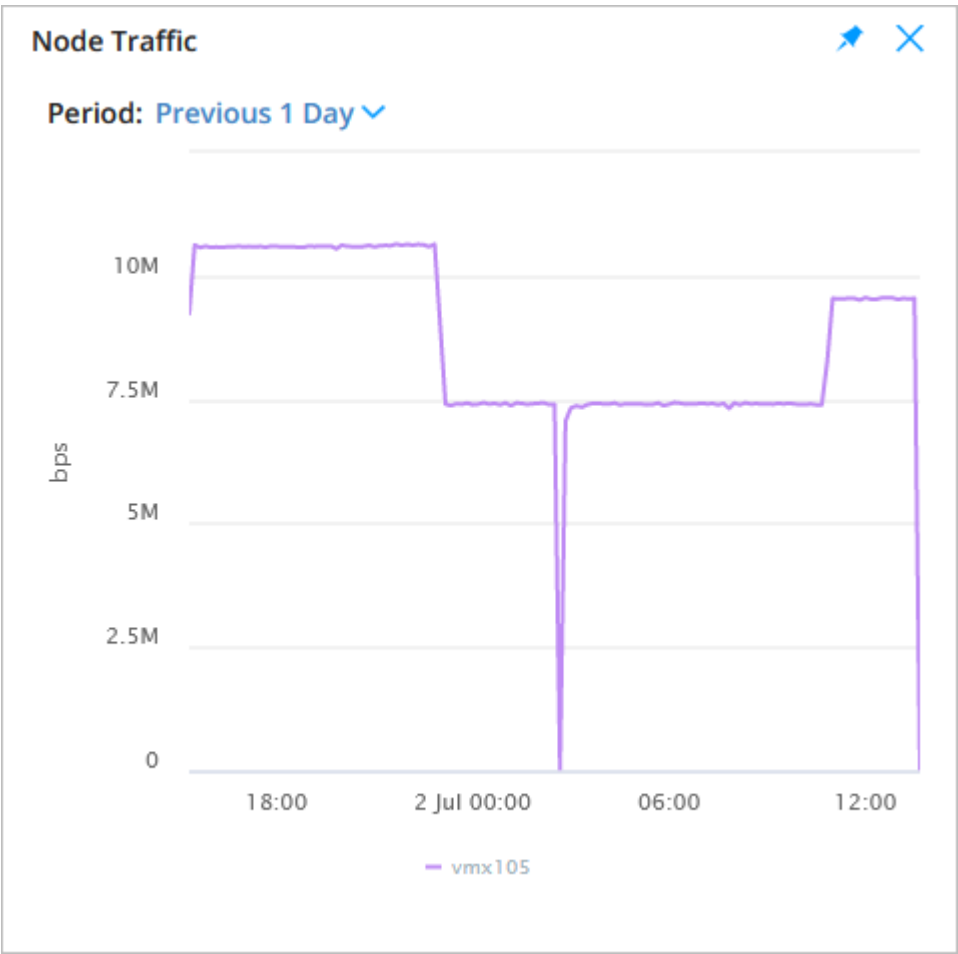 Node Traffic
Period: Previous 1 Day
10M
7.5M
5M
2.5M
0
bps
18:00 2 Jul 00:00 06:00 12:00
vmx105